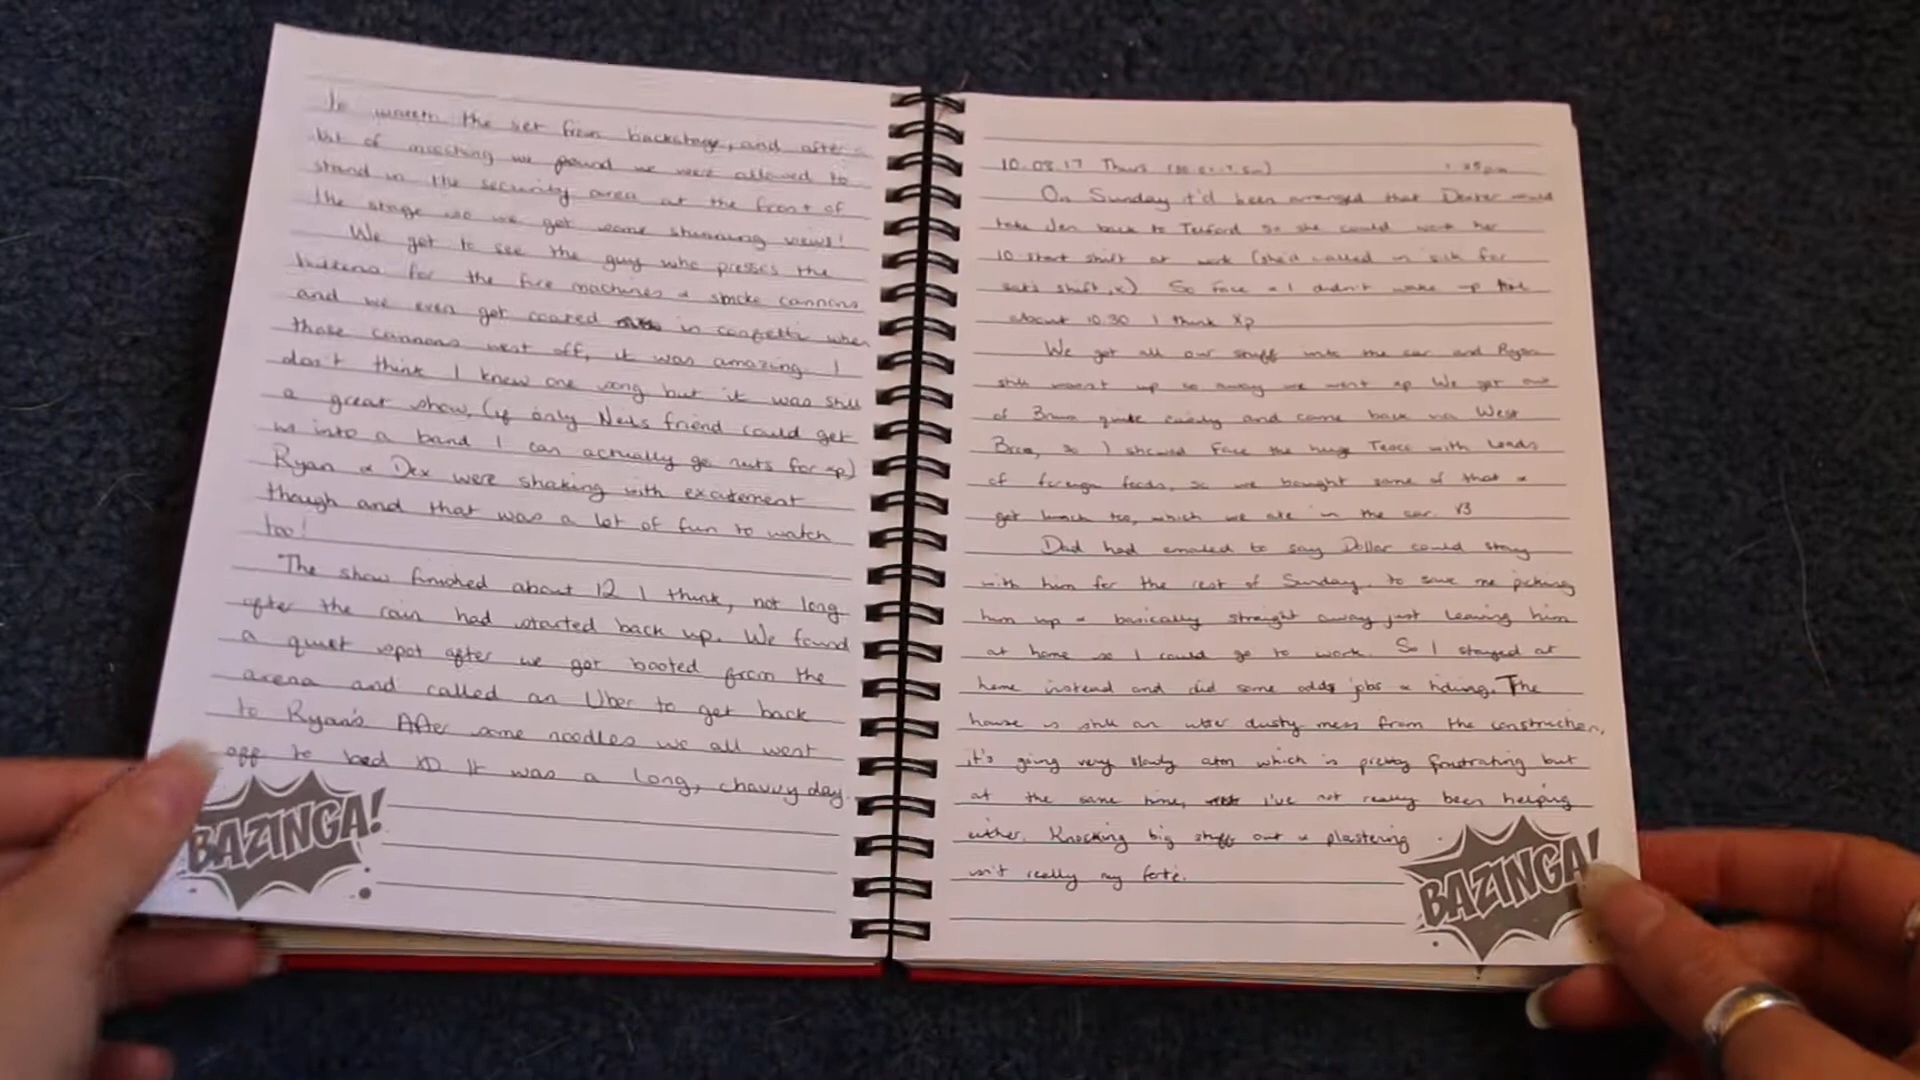 to watch the set from backstage, and after a
bit of mooching we found we were allowed to
stand in the security area at the front of
the stage so we got some stunning views!
We got to see the guy who presses the
buttons for the fire machines & smoke cannons
and we even got coated in confetti when
those cannons went off, it was amazing. I
don't think I knew one song but it was still
a great show, (if only Neil's friend could get
us into a band I can actually go nuts for xp)
Ryan & Dex were shaking with excitement
though and that was a lot of fun to watch
too!
The show finished about 12 I think, not long
after the rain had started back up. We found
a quiet spot after we got booted from the
arena and called an Uber to get back
to Ryan's After some noodles we all went
off to bed XD It was a long, chavvy day.
BAZINGA!
10.08.17 Thurs
On Sunday it'd been arranged that Dexter would
take Jen back to Telford so she could work her
10 start shift at work (she'd called in sick for
sat's shift, x) So Face & I didn't wake up till
about 10.30 I think Xp
We got all our stuff into the car and Ryan
still wasn't up so away we went xp We got out
of Brum quite easily and came back via West
Brom, so I showed Face the huge Tesco with loads
of foreign foods, so we bought some of that &
got lunch too, which we ate in the car. V3
Dad had emailed to say Dollar could stay
with him for the rest of Sunday, to save me picking
him up & basically straight away just leaving him
at home so I could go to work. So I stayed at
home instead and did some odd jobs & tidying. The
house is still an utter dusty mess from the construction,
it's going very slowly atm which is pretty frustrating but
at the same time, I've not really been helping
either. Knocking big stuff out & plastering
isn't really my forte.
BAZINGA!